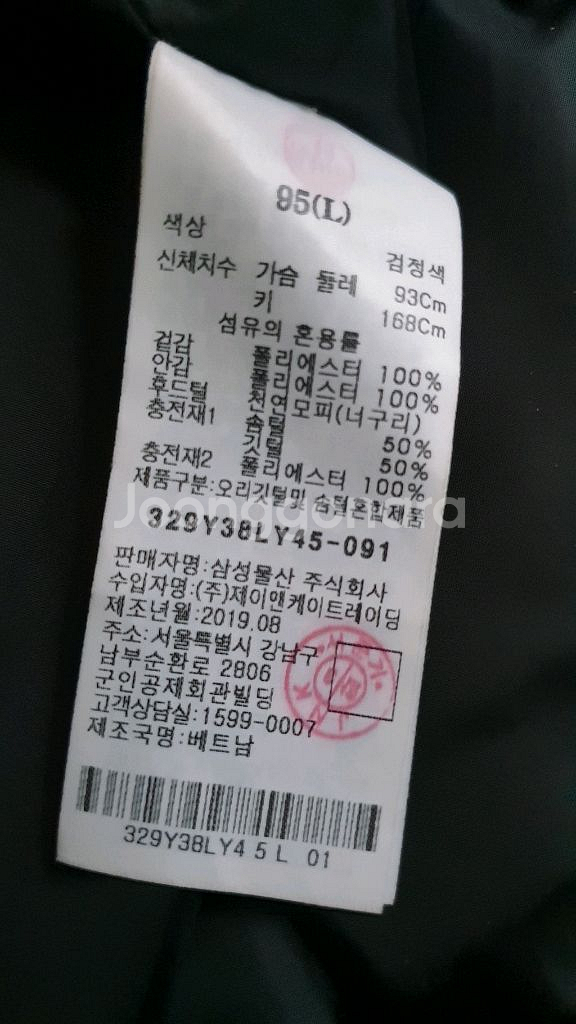 95(L)
색상 검정색
신체치수 가슴 둘레 93Cm
키 168Cm
섬유의 혼용률
겉감 폴리에스터 100%
안감 폴리에스터 100%
후드털 천연모피(너구리)
충전재1 솜털 50%
깃털 50%
충전재2 폴리에스터 100%
제품구분:오리깃털및 솜털혼합제품
Joonggonara
329Y38LY45-091
판매자명:삼성물산 주식회사
수입자명:(주)제이앤케이트레이딩
제조년월:2019.08
주소:서울특별시 강남구
남부순환로 2806
군인공제회관빌딩
고객상담실:1599-0007
제조국명:베트남
329Y38LY4 5 L 01